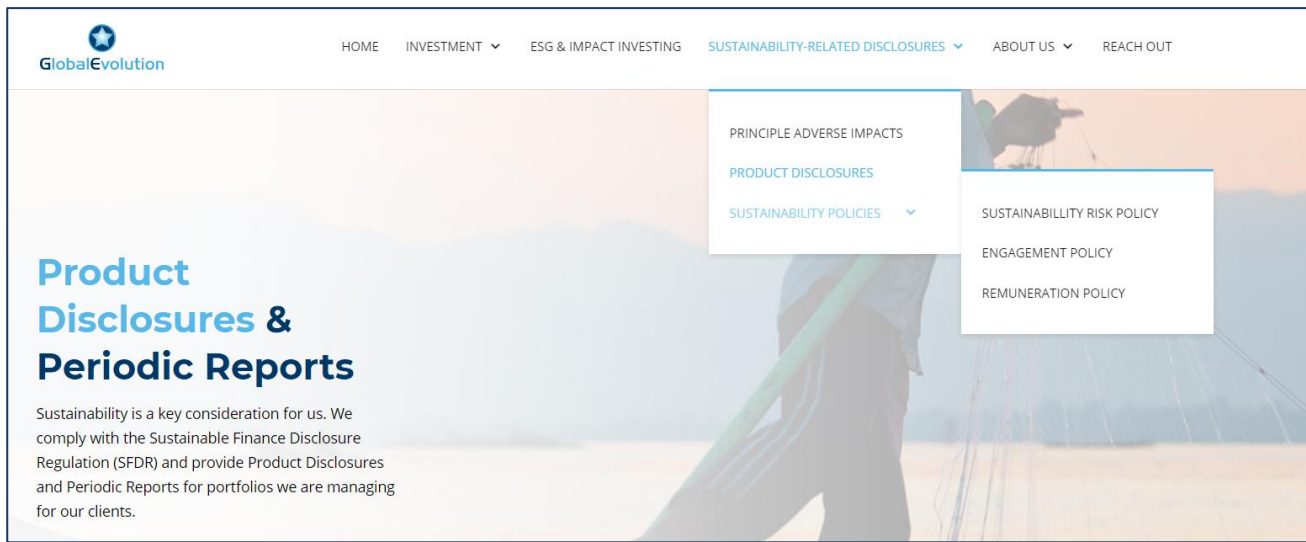 GlobalEvolution
HOME INVESTMENT ESG & IMPACT INVESTING SUSTAINABILITY-RELATED DISCLOSURES ABOUT US REACH OUT
PRINCIPLE ADVERSE IMPACTS
PRODUCT DISCLOSURES
SUSTAINABILITY POLICIES
SUSTAINABILLITY RISK POLICY
ENGAGEMENT POLICY
REMUNERATION POLICY
Product
Disclosures &
Periodic Reports
Sustainability is a key consideration for us. We
comply with the Sustainable Finance Disclosure
Regulation (SFDR) and provide Product Disclosures
and Periodic Reports for portfolios we are managing
for our clients.